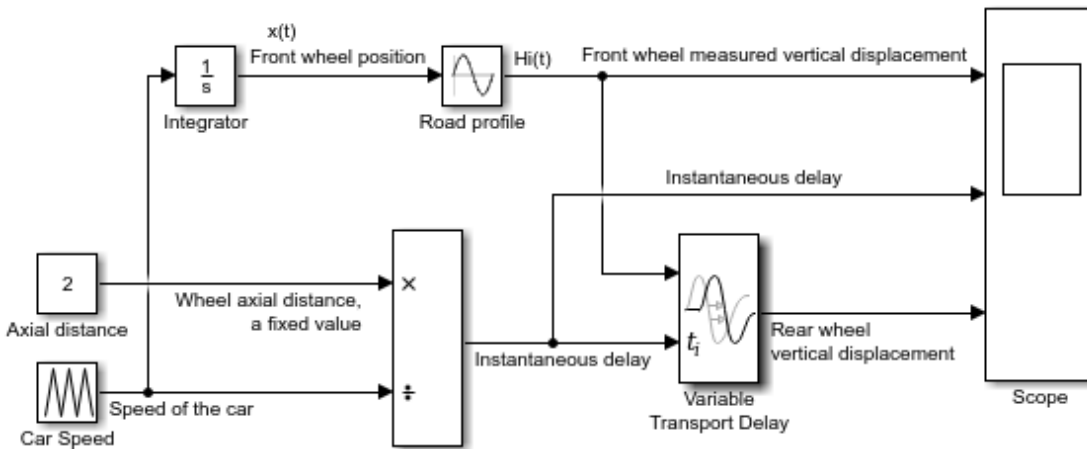 x(t)
Front wheel position
1
s
Integrator
Hi(t)
Road profile
Front wheel measured vertical displacement
Instantaneous delay
2
Axial distance
Wheel axial distance,
a fixed value
×
÷
Car Speed
Speed of the car
Instantaneous delay
ti
Variable
Transport Delay
Rear wheel
vertical displacement
Scope